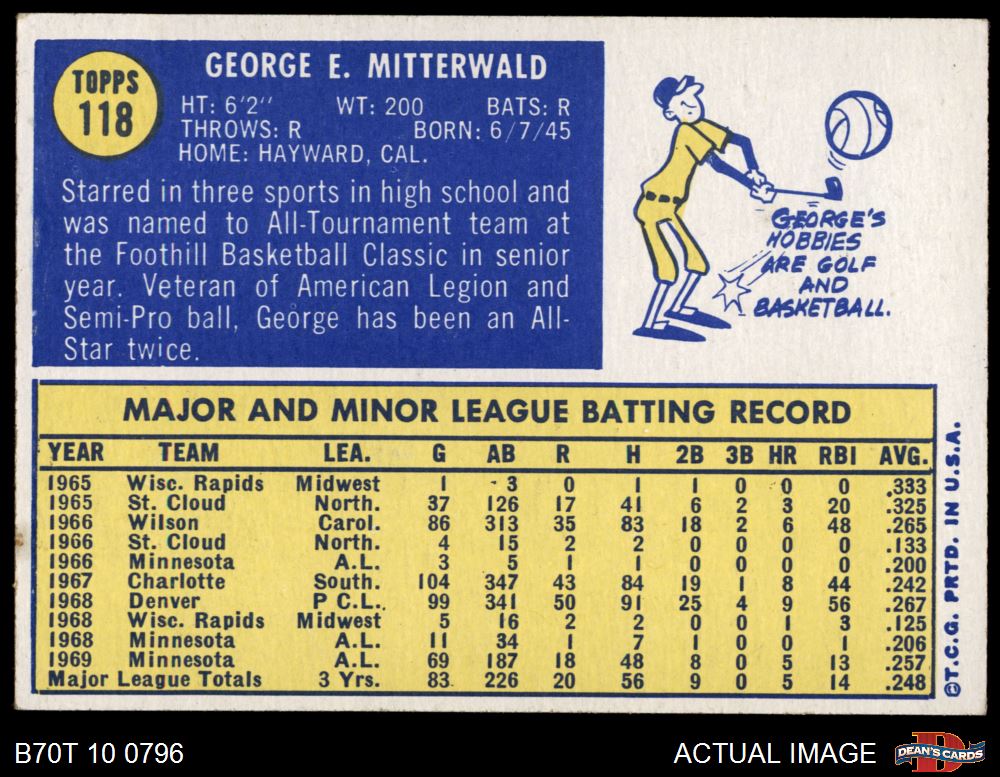 TOPPS
118
GEORGE E. MITTERWALD
HT: 6'2" WT: 200 BATS: R
THROWS: R BORN: 6/7/45
HOME: HAYWARD, CAL.
Starred in three sports in high school and
was named to All-Tournament team at
the Foothill Basketball Classic in senior
year. Veteran of American Legion and
Semi-Pro ball, George has been an All-
Star twice.
GEORGE'S
HOBBIES
ARE GOLF
AND
BASKETBALL.
MAJOR AND MINOR LEAGUE BATTING RECORD
YEAR TEAM LEA. G AB R H 2B 3B HR RBI AVG.
1965 Wisc. Rapids Midwest 1 3 0 1 1 0 0 0 .333
1965 St. Cloud North. 37 126 17 41 6 2 3 20 .325
1966 Wilson Carol. 86 313 35 83 18 2 6 48 .265
1966 St. Cloud North. 4 15 2 2 0 0 0 0 .133
1966 Minnesota A.L. 3 5 1 1 0 0 0 0 .200
1967 Charlotte South. 104 347 43 84 19 1 8 44 .242
1968 Denver P C.L. 99 341 50 91 25 4 9 56 .267
1968 Wisc. Rapids Midwest 5 16 2 2 0 0 1 3 .125
1968 Minnesota A.L. 11 34 1 7 1 0 0 1 .206
1969 Minnesota A.L. 69 187 18 48 8 0 5 13 .257
Major League Totals 3 Yrs. 83 226 20 56 9 0 5 14 .248
©T.C.G. PRTD. IN U.S.A.
B70T 10 0796
ACTUAL IMAGE
DEAN'S CARDS